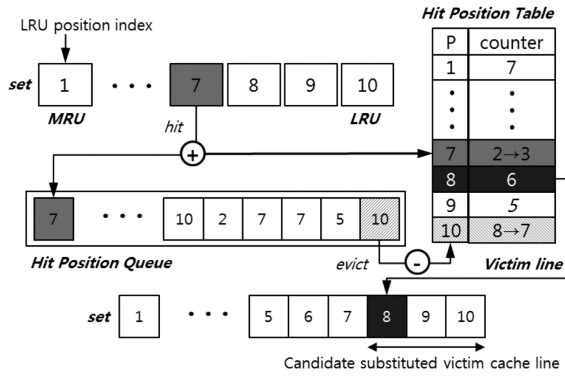 LRU position index
Hit Position Table
P counter
set 1 • • • 7 8 9 10
1 7
MRU hit LRU
+
7 2→3
8 6
7 • • • 10 2 7 7 5 10
9 5
10 8→7
Hit Position Queue
evict -
Victim line
set 1 • • • 5 6 7 8 9 10
Candidate substituted victim cache line